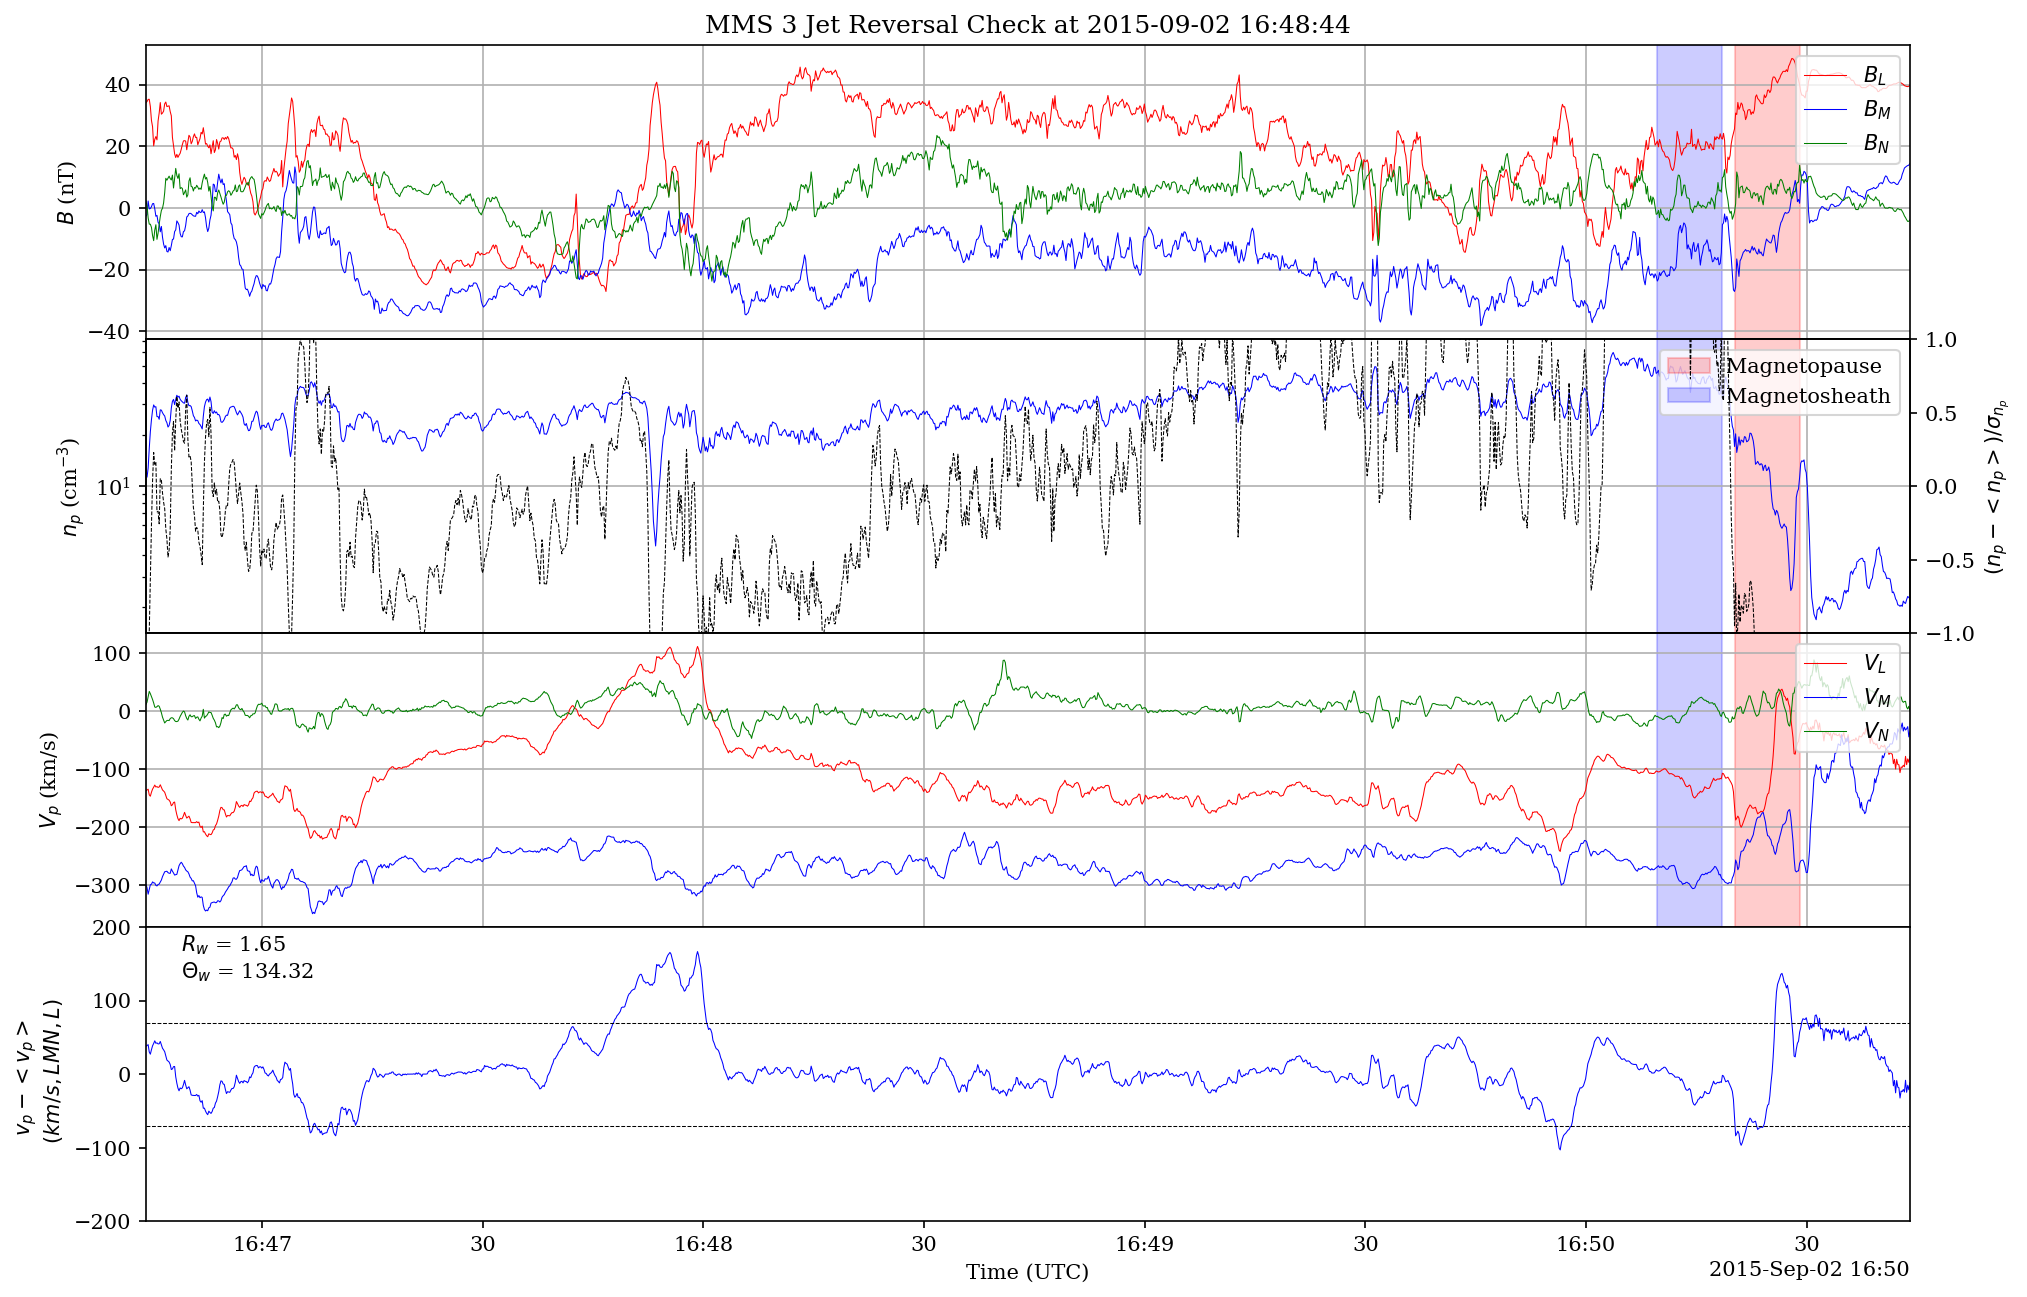 MMS 3 Jet Reversal Check at 2015-09-02 16:48:44
40
20
0
−20
−40
B (nT)
B_L
B_M
B_N
10^1
n_p (cm^{−3})
1.0
0.5
0.0
−0.5
−1.0
(n_p − < n_p > )/σ_{n_p}
Magnetopause
Magnetosheath
100
0
−100
−200
−300
V_p (km/s)
V_L
V_M
V_N
200
100
0
−100
−200
v_p − < v_p >
(km/s, LMN, L)
R_w = 1.65
Θ_w = 134.32
16:47
30
16:48
30
16:49
30
16:50
30
Time (UTC)
2015-Sep-02 16:50